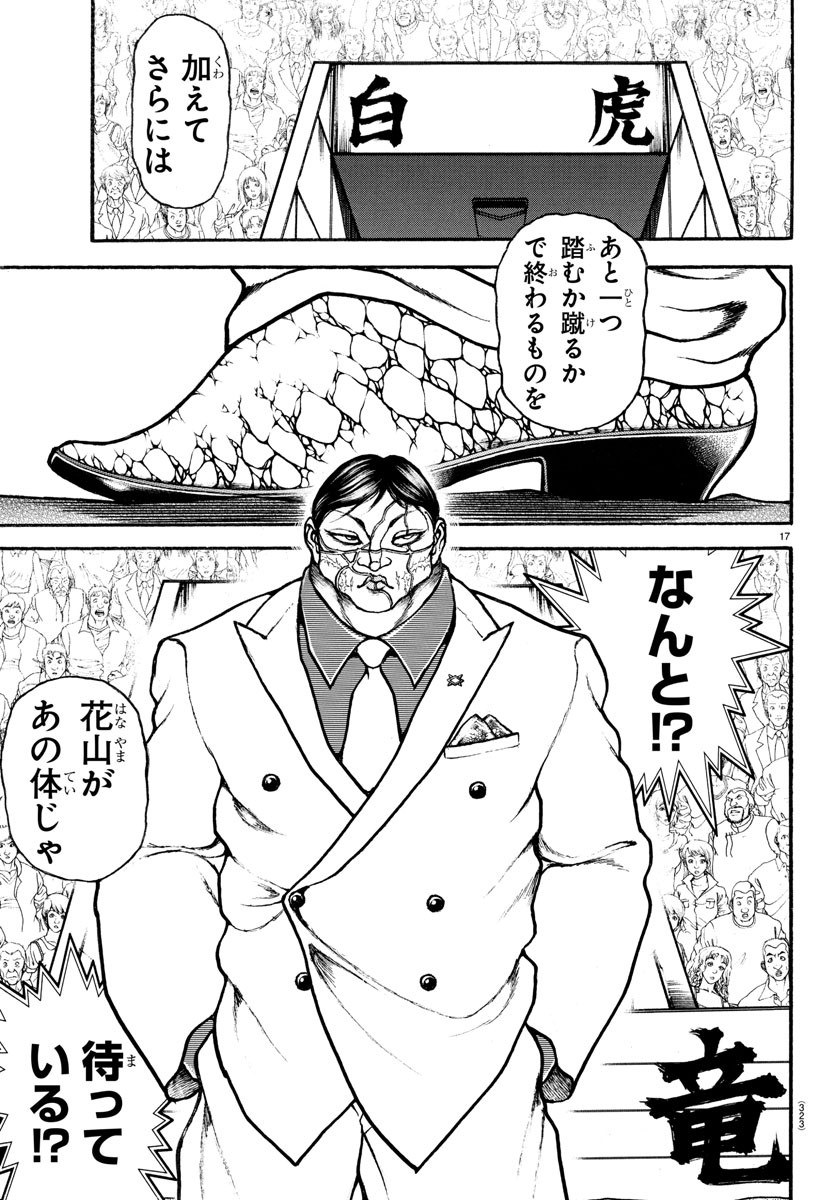 虎白
加えて
さらには
あと一つ
踏むか蹴るか
で終わるものを
17
なんと!?
花山が
あの体じゃ
待って
いる!?
竜
(323)